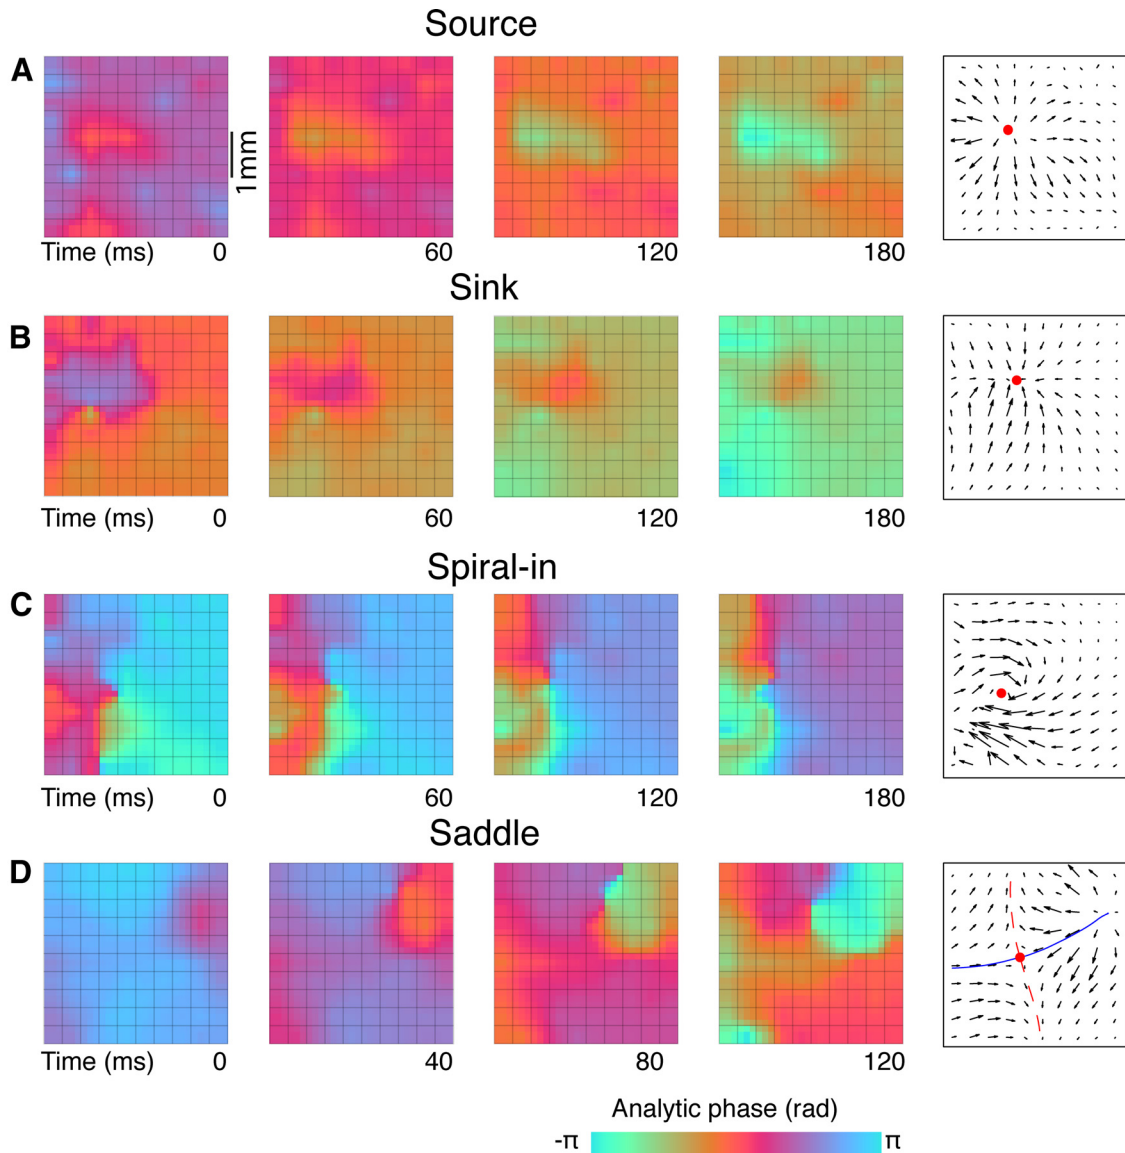 Source
A
1mm
Time (ms) 0 60 120 180
Sink
B
Time (ms) 0 60 120 180
Spiral-in
C
Time (ms) 0 60 120 180
Saddle
D
Time (ms) 0 40 80 120
Analytic phase (rad)
-π π